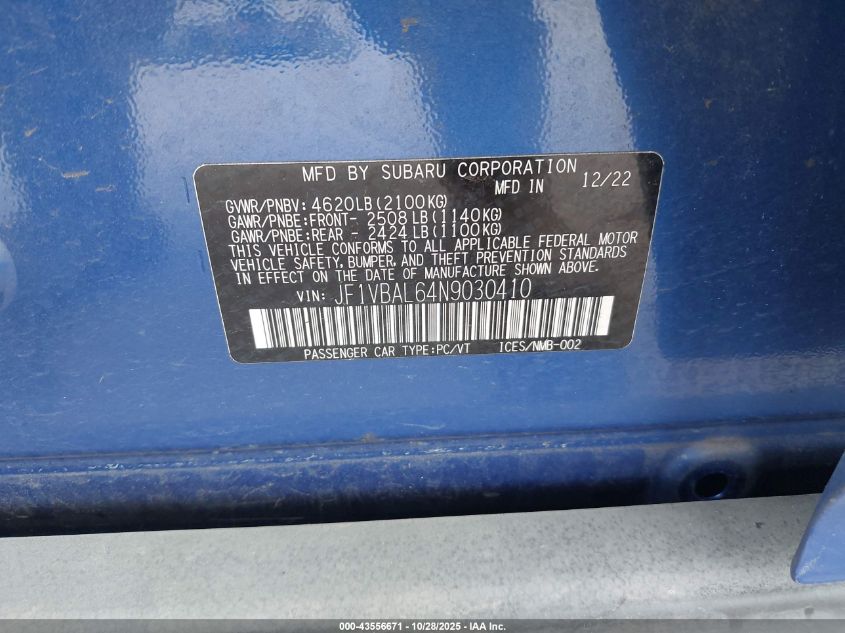 MFD BY SUBARU CORPORATION
MFD IN 12/22
GVWR/PNBV: 4620LB(2100KG)
GAWR/PNBE:FRONT- 2508 LB(1140KG)
GAWR/PNBE:REAR - 2424 LB(1100KG)
THIS VEHICLE CONFORMS TO ALL APPLICABLE FEDERAL MOTOR
VEHICLE SAFETY, BUMPER, AND THEFT PREVENTION STANDARDS
IN EFFECT ON THE DATE OF MANUFACTURE SHOWN ABOVE.
VIN: JF1VBAL64N9030410
PASSENGER CAR TYPE:PC/VT ICES/NMB-002
000-43556671 - 10/28/2025 - IAA Inc.